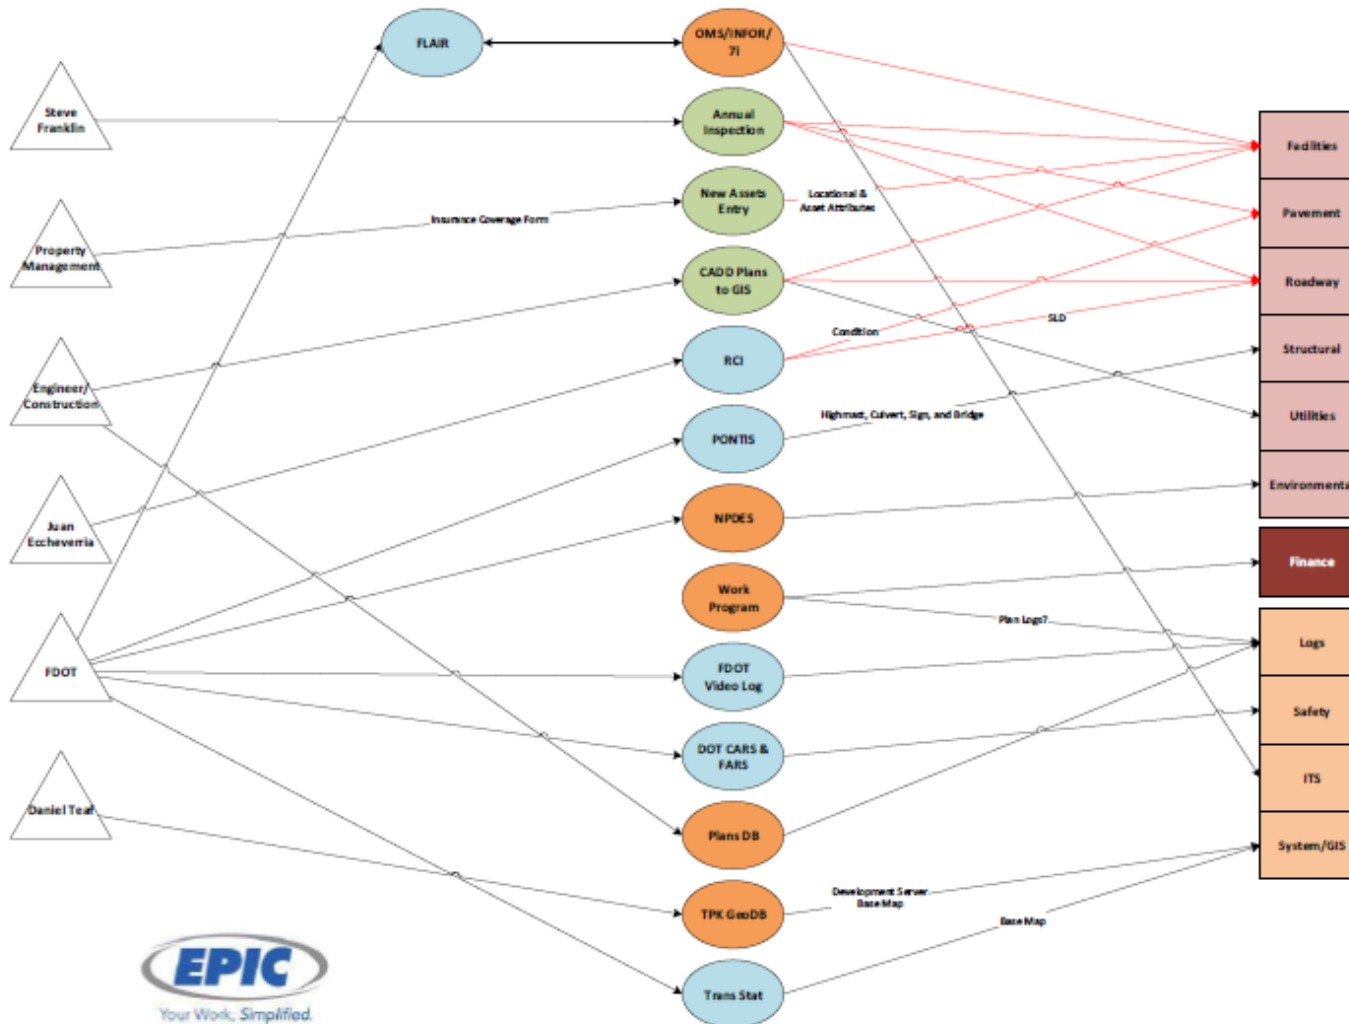 FLAIR
OMS/INFOR/
7i
Steve
Franklin
Annual
Inspection
Facilities
New Assets
Entry
Locational &
Asset Attributes
Insurance Coverage Form
Pavement
Property
Management
CADD Plans
to GIS
Roadway
SLD
Condition
RCI
Structural
Engineer/
Construction
Highmast, Culvert, Sign, and Bridge
Utilities
PONTIS
Environmenta
NPDES
Juan
Eccheverria
Finance
Work
Program
Plan Logs?
Logs
FDOT
FDOT
Video Log
Safety
DOT CARS &
FARS
ITS
Daniel Teaf
Plans DB
System/GIS
Development Server
Base Map
TPK GeoDB
Base Map
EPIC
Your Work, Simplified.
Trans Stat